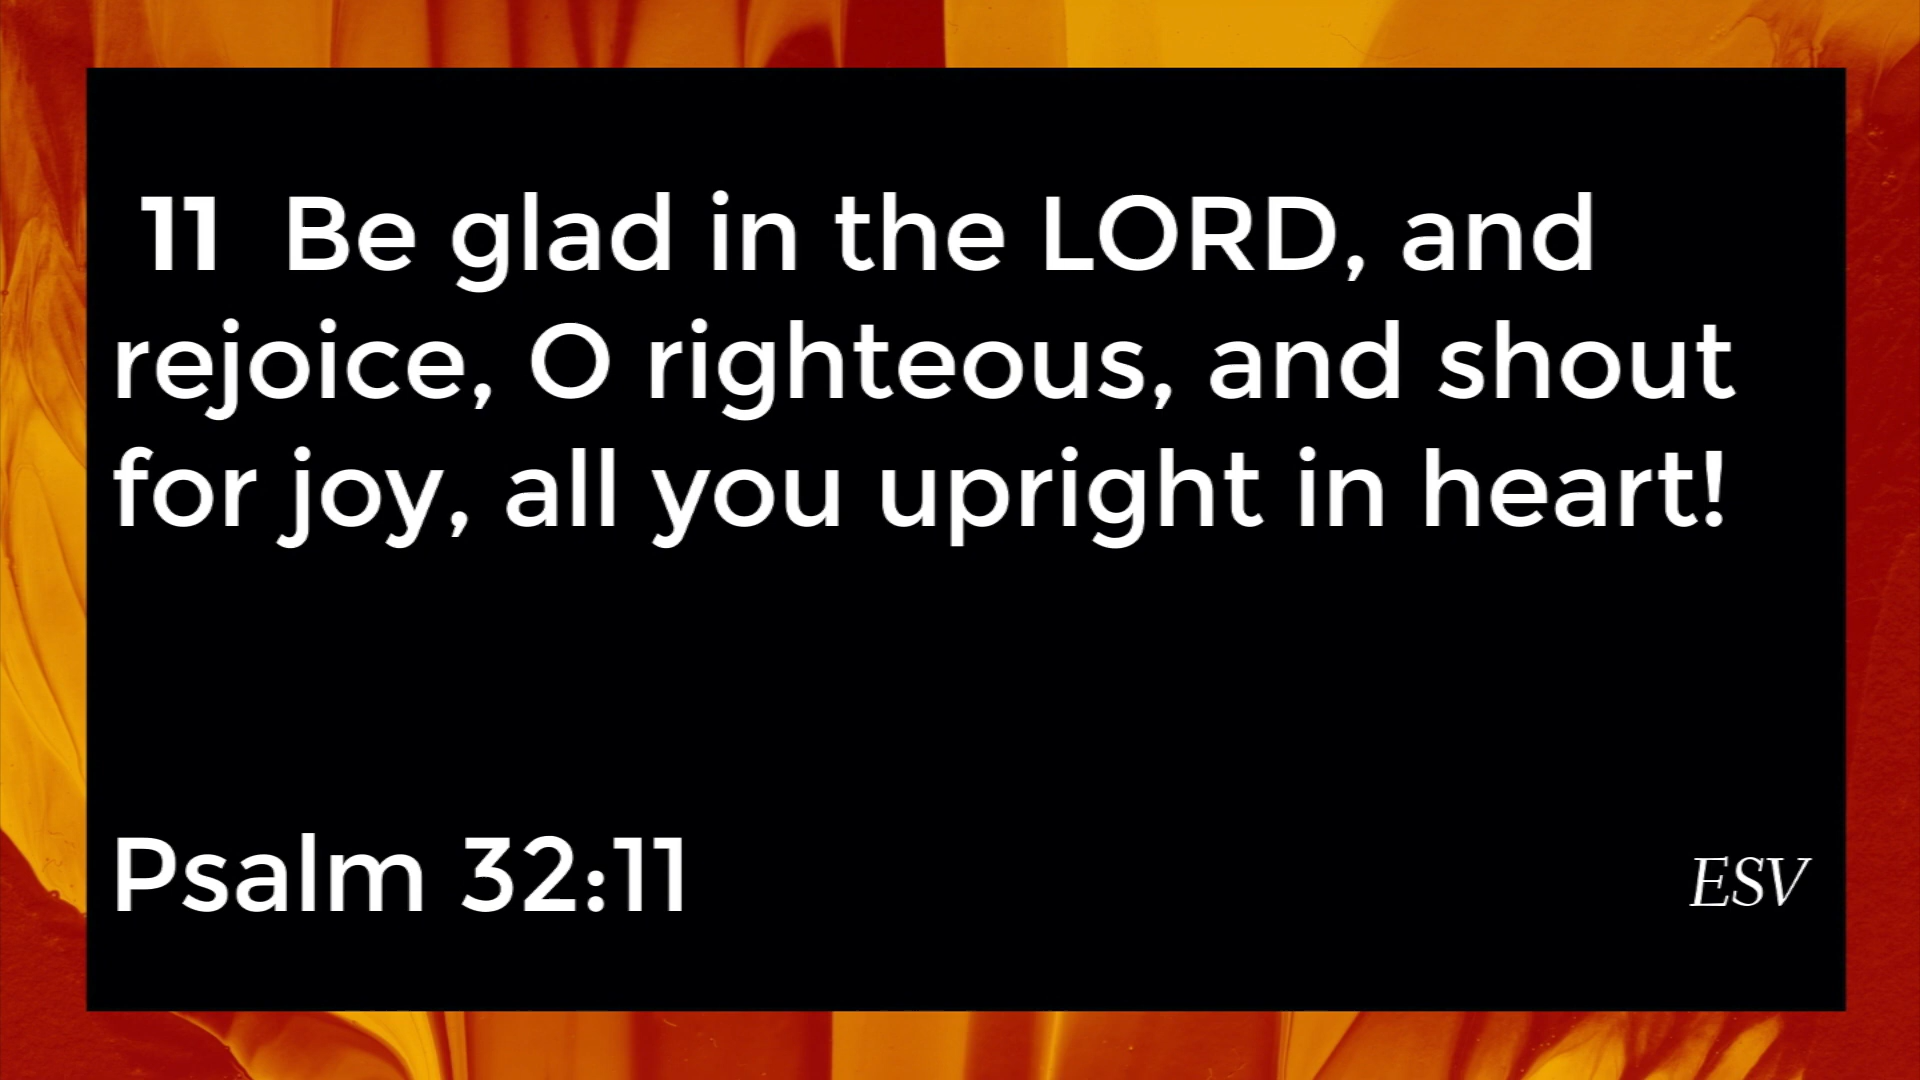 11 Be glad in the LORD, and
rejoice, O righteous, and shout
for joy, all you upright in heart!
Psalm 32:11
ESV